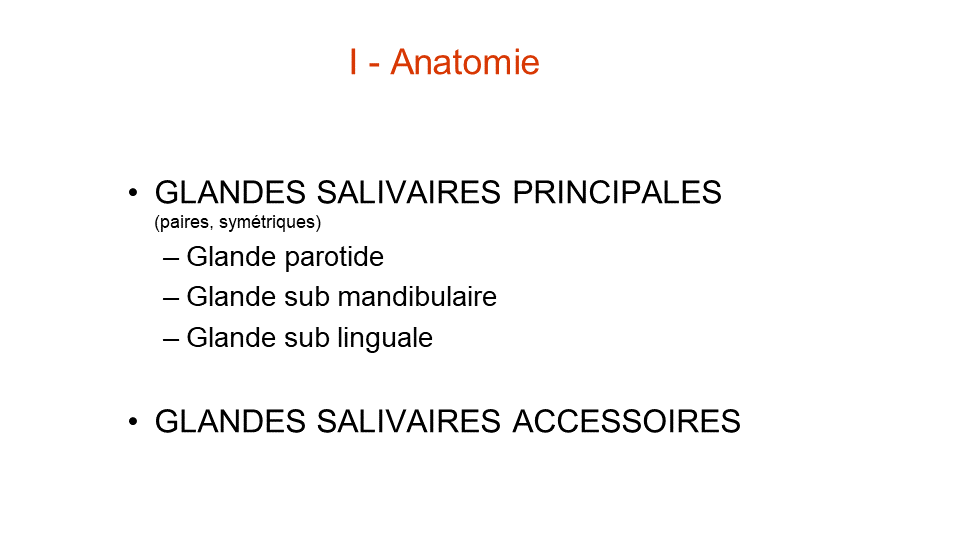 I - Anatomie
• GLANDES SALIVAIRES PRINCIPALES
(paires, symétriques)
– Glande parotide
– Glande sub mandibulaire
– Glande sub linguale
• GLANDES SALIVAIRES ACCESSOIRES